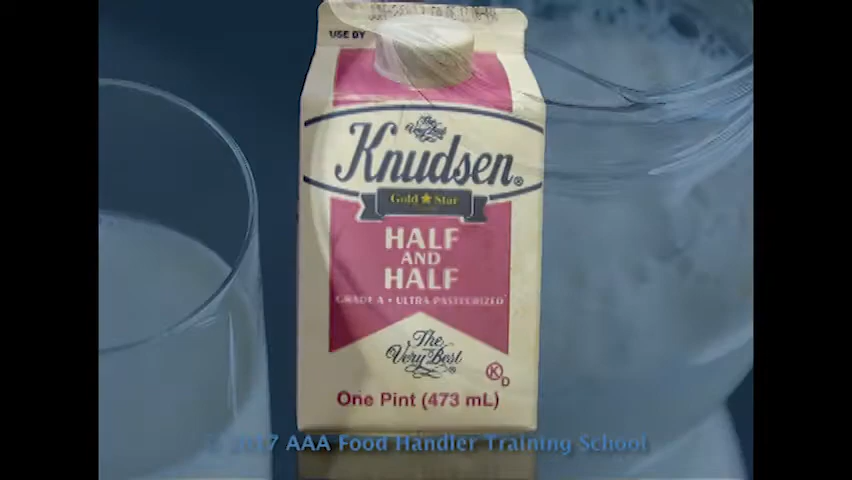 USE BY
The
Very Best
Knudsen®
Gold ★ Star
HALF
AND
HALF
GRADE A • ULTRA-PASTEURIZED
The
Very Best®
K D
One Pint (473 mL)
AAA Food Handler Training School